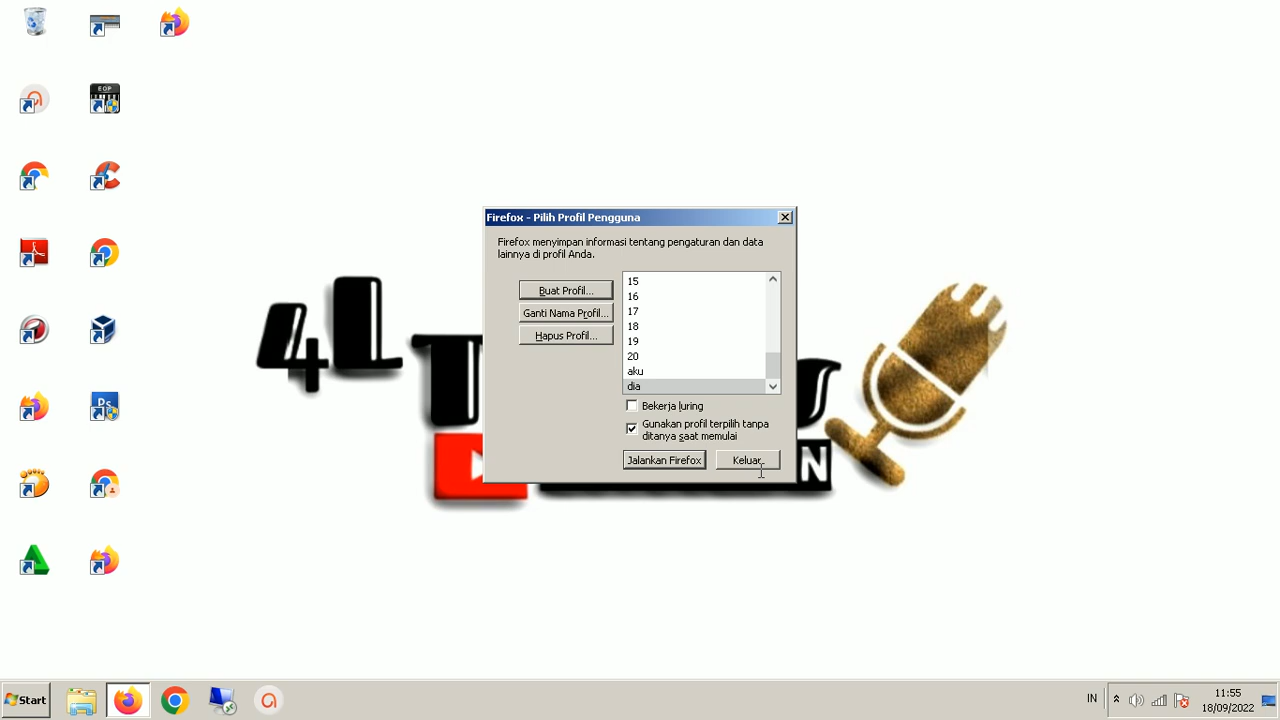 EOP
Ps
Firefox - Pilih Profil Pengguna
Firefox menyimpan informasi tentang pengaturan dan data
lainnya di profil Anda.
Buat Profil...
Ganti Nama Profil...
Hapus Profil...
15
16
17
18
19
20
aku
dia
Bekerja luring
Gunakan profil terpilih tanpa
ditanya saat memulai
Jalankan Firefox
Keluar
4L
Start
IN
11:55
18/09/2022